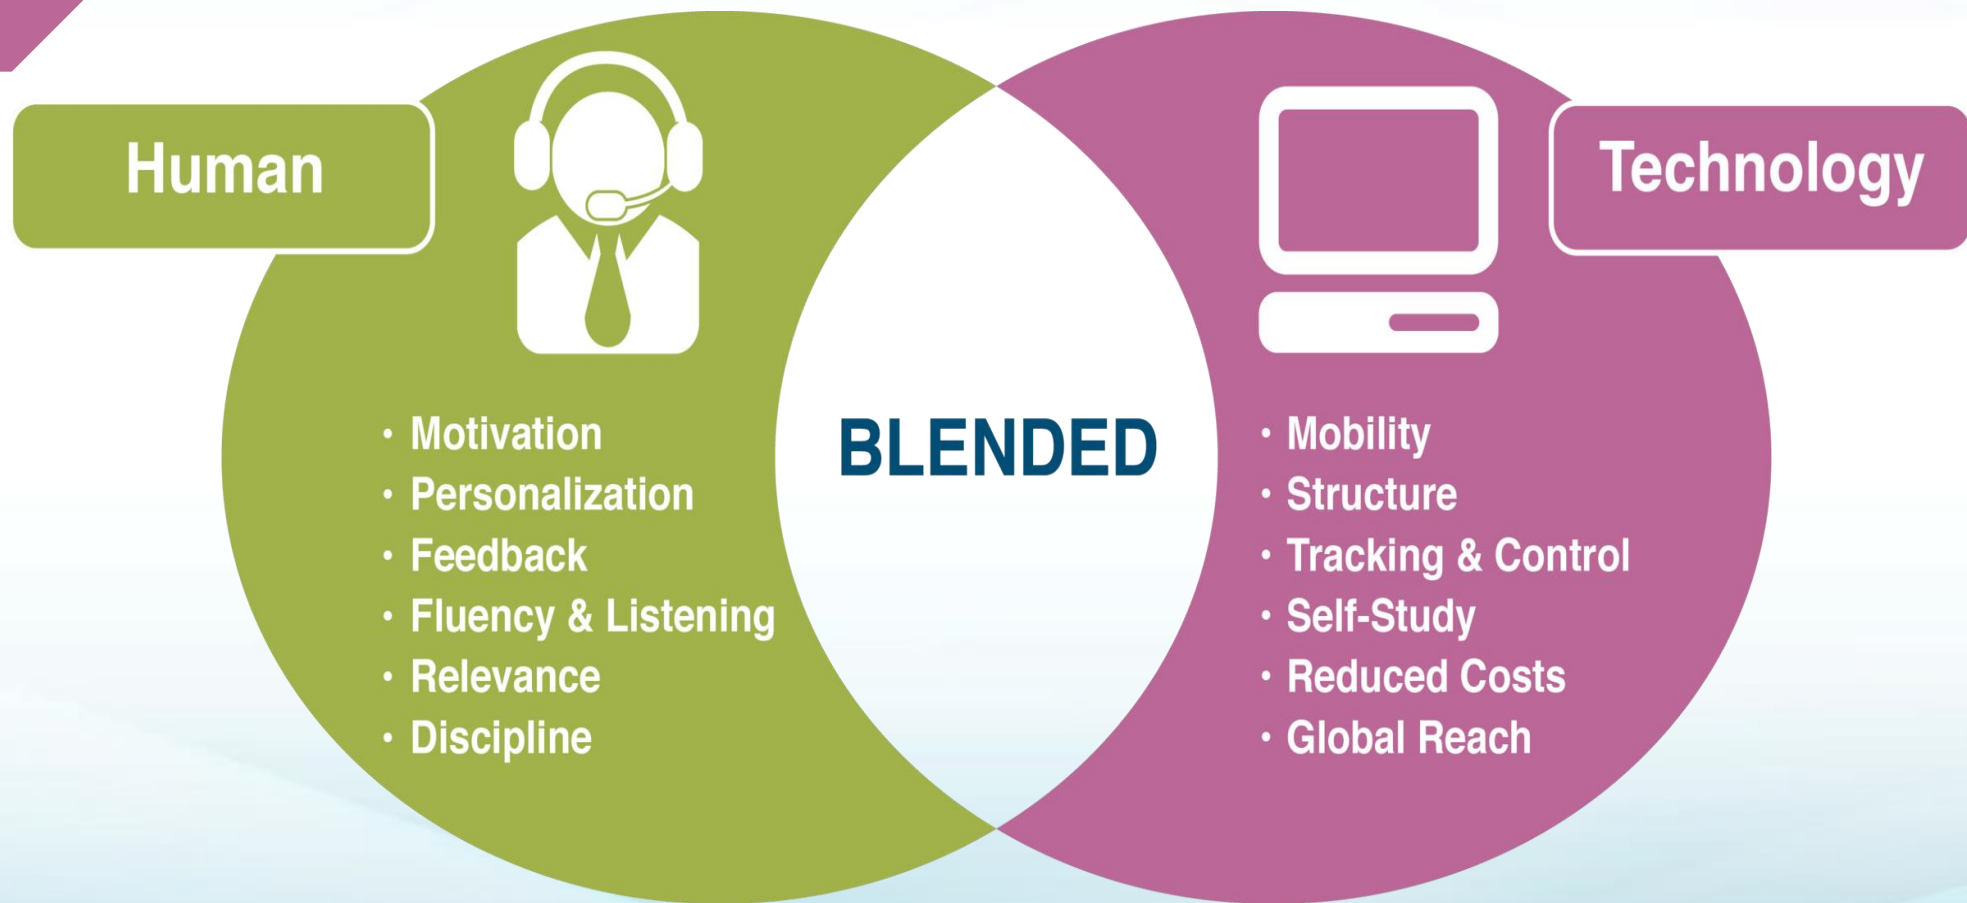 Human
Technology
BLENDED
• Motivation
• Personalization
• Feedback
• Fluency & Listening
• Relevance
• Discipline
• Mobility
• Structure
• Tracking & Control
• Self-Study
• Reduced Costs
• Global Reach